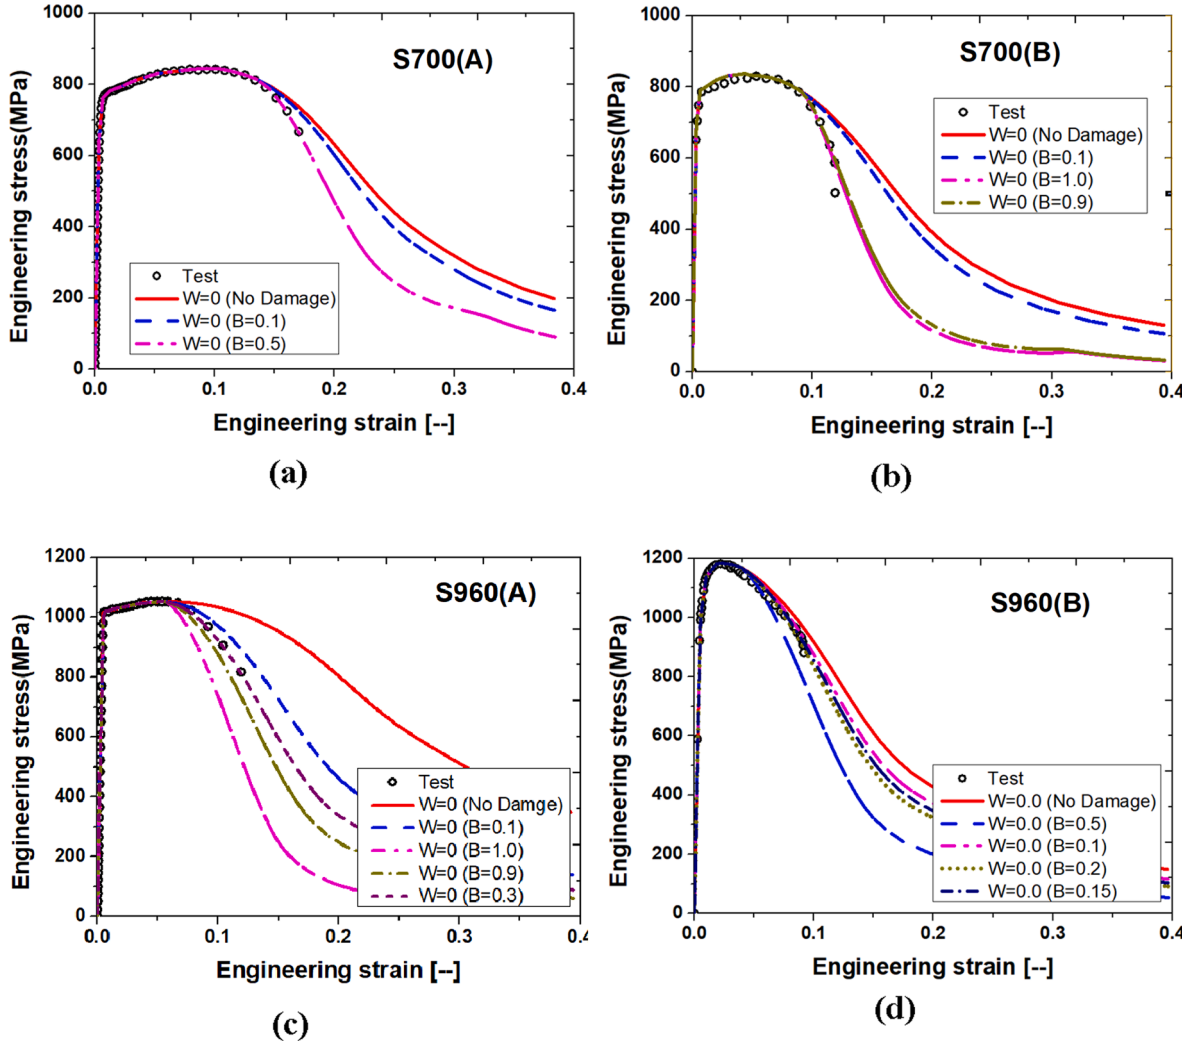 S700(A)
1000
800
600
400
200
0
Engineering stress(MPa)
Test
W=0 (No Damage)
W=0 (B=0.1)
W=0 (B=0.5)
0.0 0.1 0.2 0.3 0.4
Engineering strain [--]
(a)
S700(B)
1000
800
600
400
200
0
Engineering stress(MPa)
Test
W=0 (No Damage)
W=0 (B=0.1)
W=0 (B=1.0)
W=0 (B=0.9)
0.0 0.1 0.2 0.3 0.4
Engineering strain [--]
(b)
S960(A)
1200
1000
800
600
400
200
0
Engineering stress(MPa)
Test
W=0 (No Damge)
W=0 (B=0.1)
W=0 (B=1.0)
W=0 (B=0.9)
W=0 (B=0.3)
0.0 0.1 0.2 0.3 0.4
Engineering strain [--]
(c)
S960(B)
1200
1000
800
600
400
200
0
Engineering stress(MPa)
Test
W=0.0 (No Damage)
W=0.0 (B=0.5)
W=0.0 (B=0.1)
W=0.0 (B=0.2)
W=0.0 (B=0.15)
0.0 0.1 0.2 0.3 0.4
Engineering strain [--]
(d)